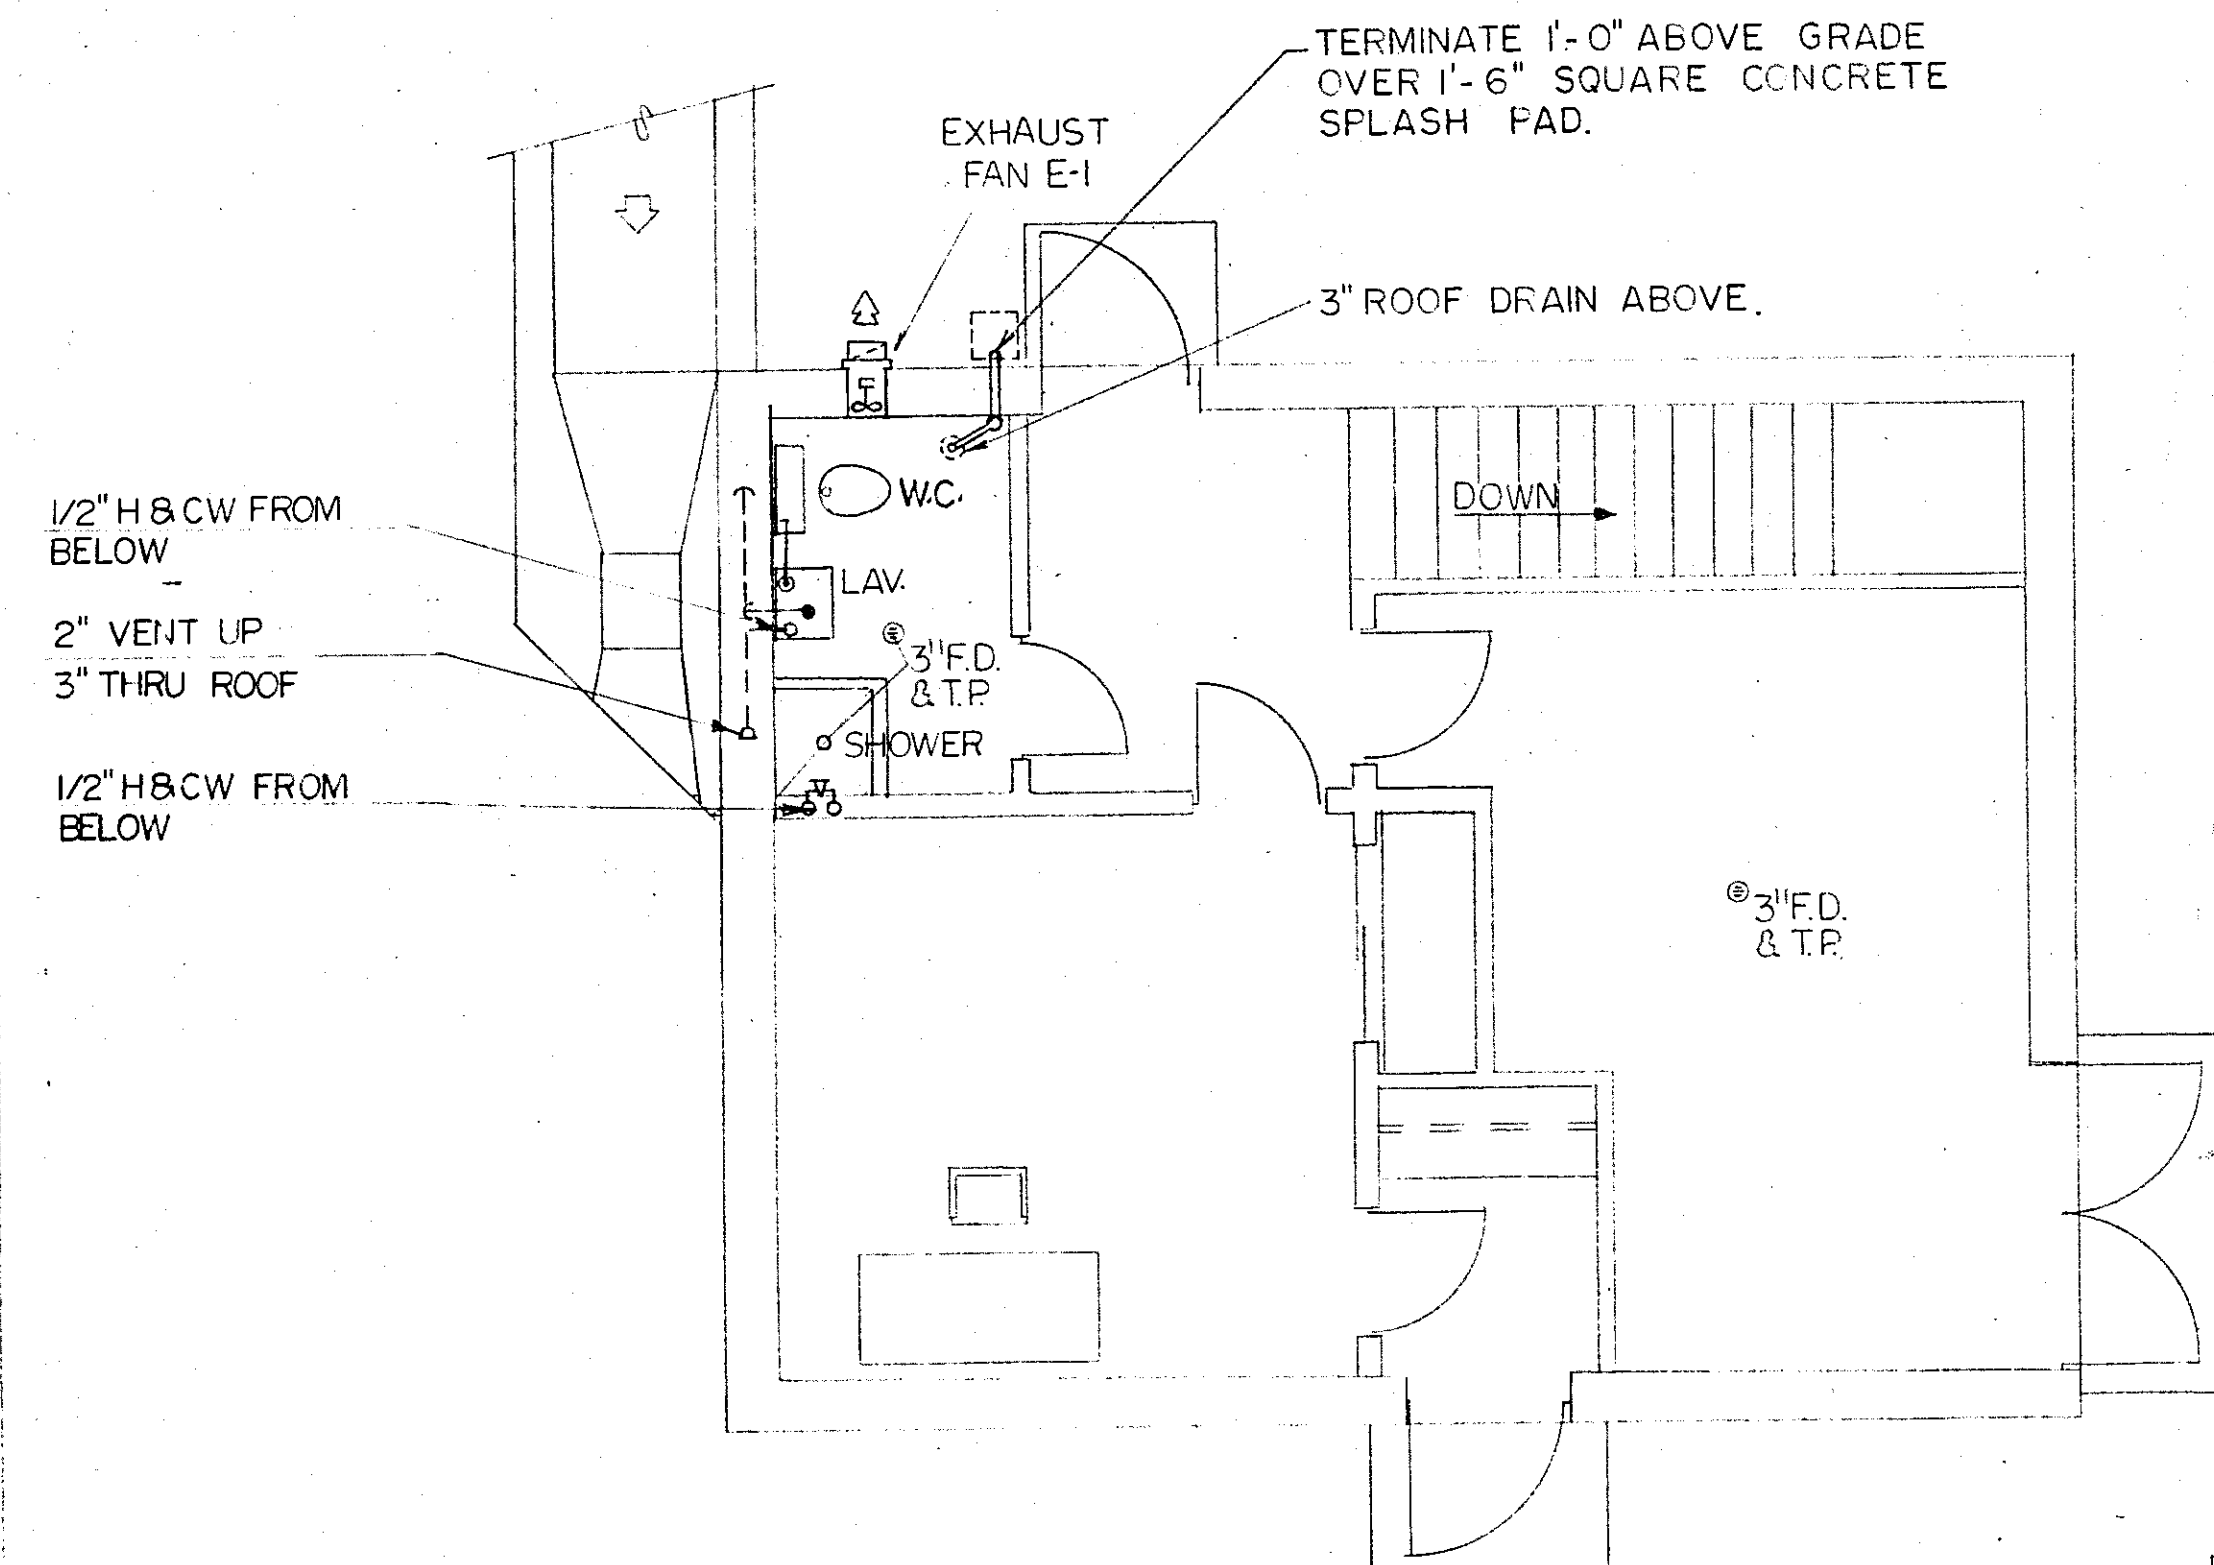 TERMINATE 1'-0" ABOVE GRADE
OVER 1'-6" SQUARE CONCRETE
SPLASH PAD.
EXHAUST
FAN E-1
3" ROOF DRAIN ABOVE.
1/2" H & CW FROM
BELOW
W.C.
DOWN
LAV.
2" VENT UP
3" THRU ROOF
3" F.D.
& T.P.
SHOWER
1/2" H & CW FROM
BELOW
3" F.D.
& T.P.